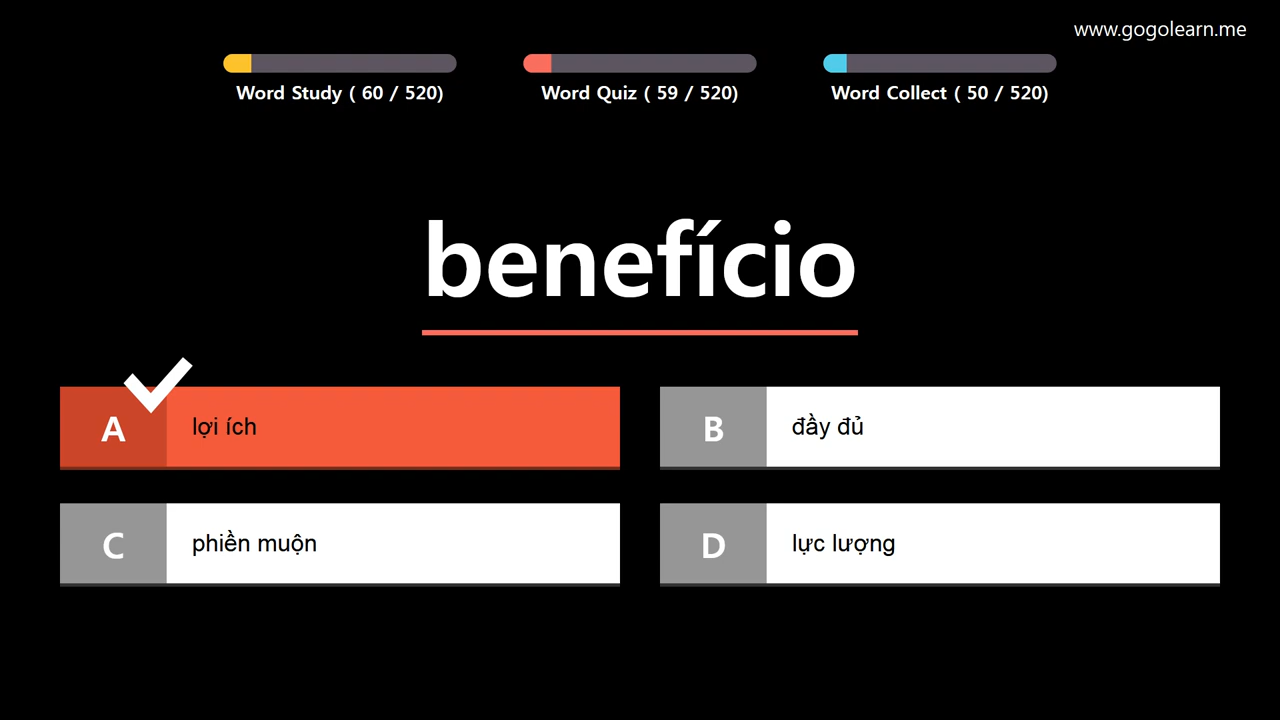 www.gogolearn.me
Word Study ( 60 / 520)
Word Quiz ( 59 / 520)
Word Collect ( 50 / 520)
benefício
A lợi ích
B đầy đủ
C phiền muộn
D lực lượng